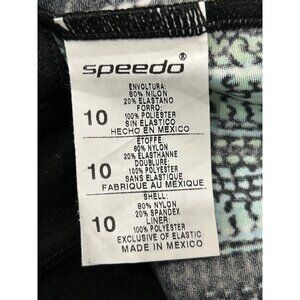 speedo®
ENVOLTURA:
80% NILON
20% ELASTANO
FORRO:
10
100% POLIESTER
SIN ELASTICO
HECHO EN MEXICO
ETOFFE:
80% NYLON
20% ELASTHANNE
10
DOUBLURE:
100% POLYESTER
SANS ELASTIQUE
FABRIQUE AU MEXIQUE
SHELL:
80% NYLON
20% SPANDEX
10
LINER:
100% POLYESTER
EXCLUSIVE OF ELASTIC
MADE IN MEXICO